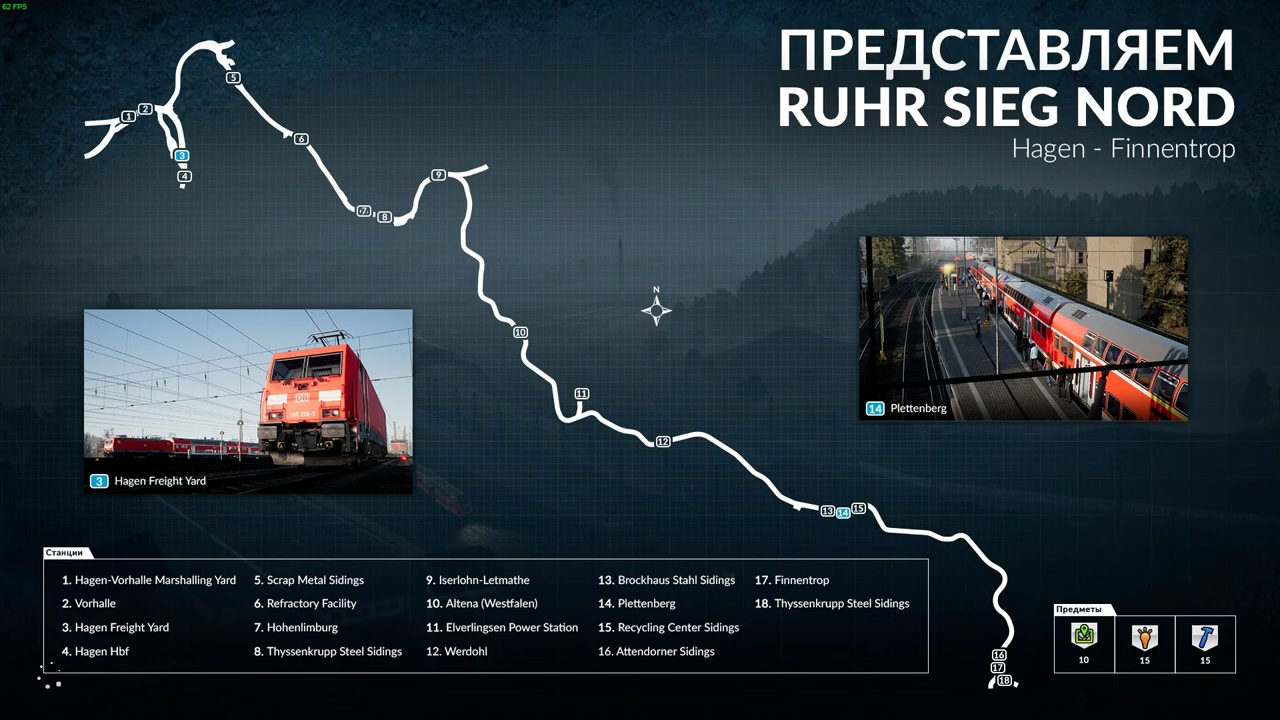 62 FPS
ПРЕДСТАВЛЯЕМ
RUHR SIEG NORD
Hagen - Finnentrop
5
2
1
6
3
4
9
7
8
N
10
11
12
14 Plettenberg
DB
3 Hagen Freight Yard
13 14 15
Станции
1. Hagen-Vorhalle Marshalling Yard
2. Vorhalle
3. Hagen Freight Yard
4. Hagen Hbf
5. Scrap Metal Sidings
6. Refractory Facility
7. Hohenlimburg
8. Thyssenkrupp Steel Sidings
9. Iserlohn-Letmathe
10. Altena (Westfalen)
11. Elverlingsen Power Station
12. Werdohl
13. Brockhaus Stahl Sidings
14. Plettenberg
15. Recycling Center Sidings
16. Attendorner Sidings
17. Finnentrop
18. Thyssenkrupp Steel Sidings
16
17
18
Предметы
10
15
15